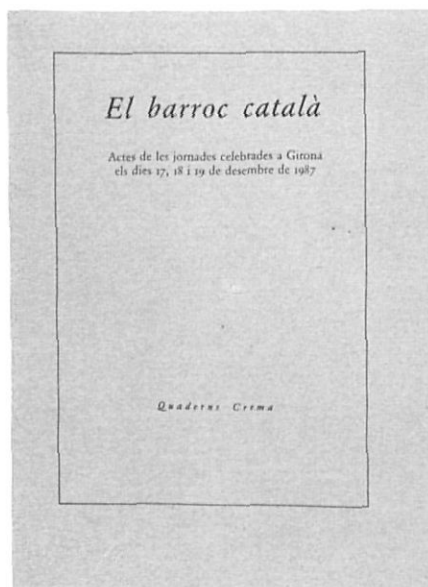 El barroc català
Actes de les jornades celebrades a Girona
els dies 17, 18 i 19 de desembre de 1987
Quaderns Crema